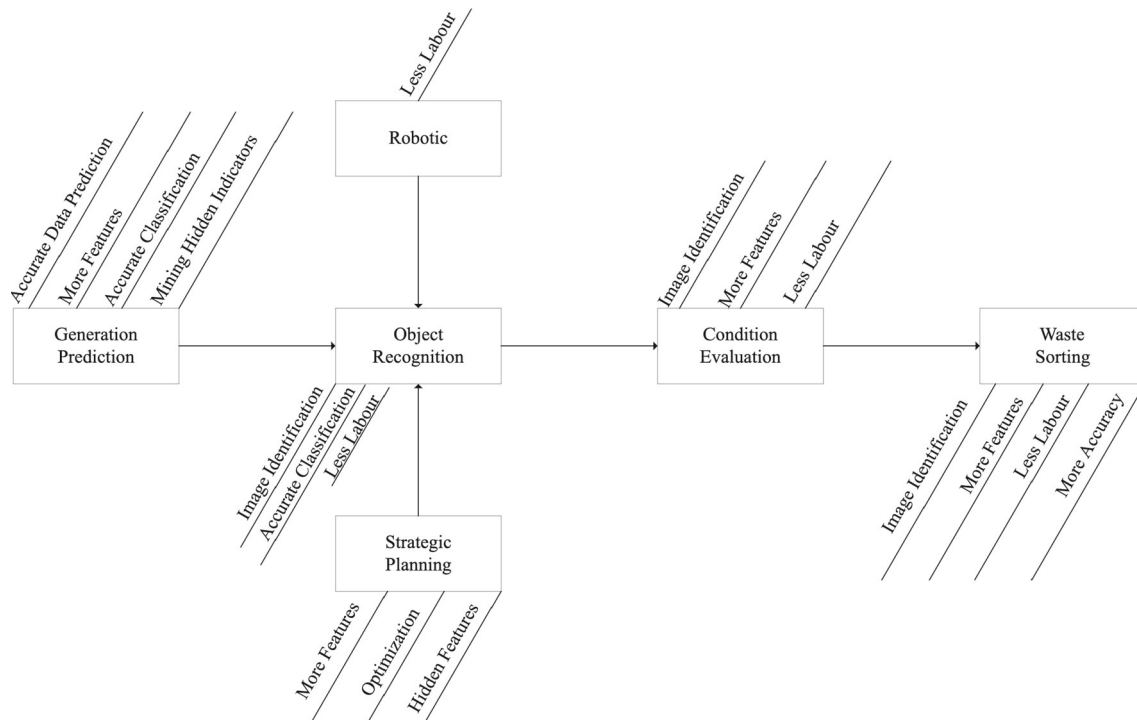 Less Labour
Robotic
Accurate Data Prediction
More Features
Accurate Classification
Mining Hidden Indicators
Generation
Prediction
Object
Recognition
Image Identification
Accurate Classification
Less Labour
Strategic
Planning
More Features
Optimization
Hidden Features
Image Identification
More Features
Less Labour
Condition
Evaluation
Waste
Sorting
Image Identification
More Features
Less Labour
More Accuracy